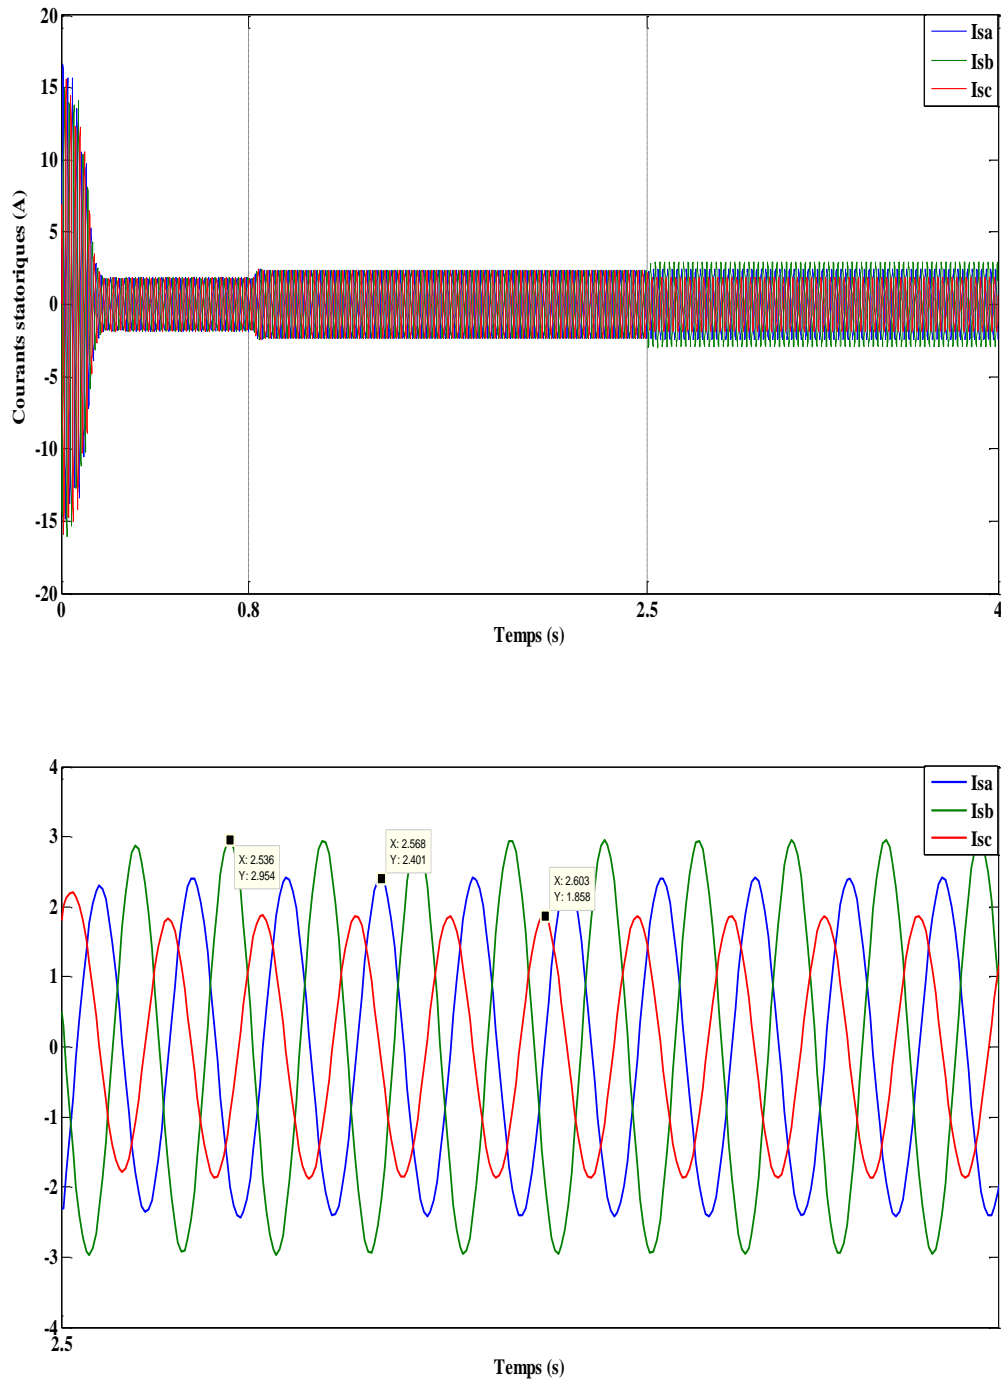 20
15
10
5
0
-5
-10
-15
-20
Courants statoriques (A)
Isa
Isb
Isc
0
0.8
2.5
4
Temps (s)
4
3
2
1
0
-1
-2
-3
-4
Isa
Isb
Isc
X: 2.536
Y: 2.954
X: 2.568
Y: 2.401
X: 2.603
Y: 1.858
2.5
Temps (s)